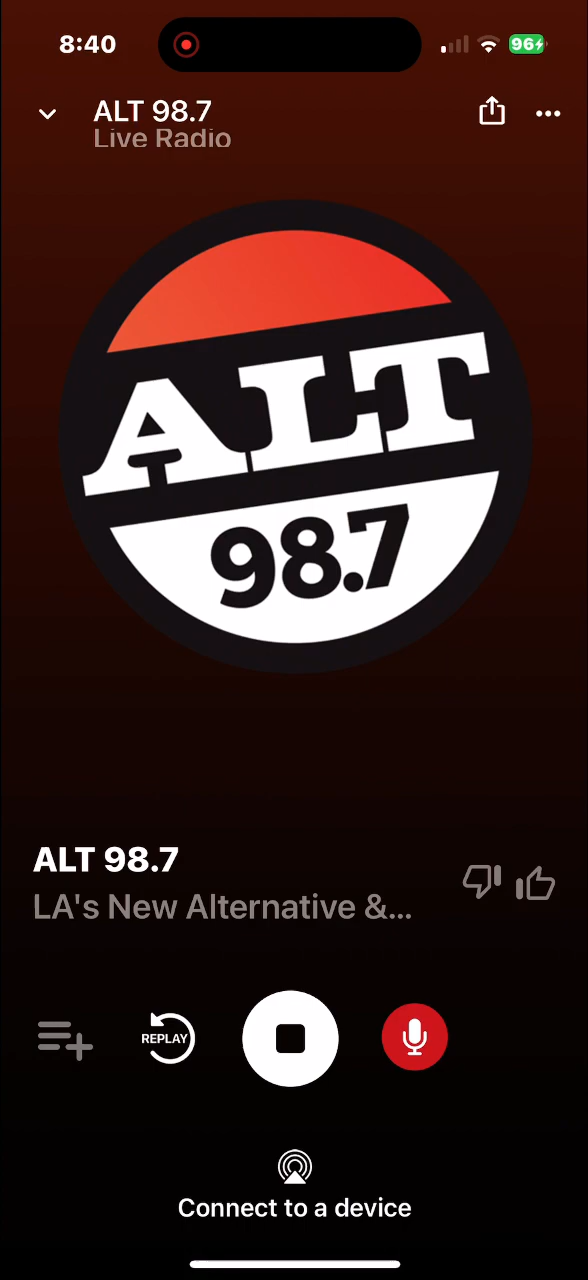 8:40
96
ALT 98.7
Live Radio
ALT
98.7
ALT 98.7
LA's New Alternative &...
REPLAY
Connect to a device